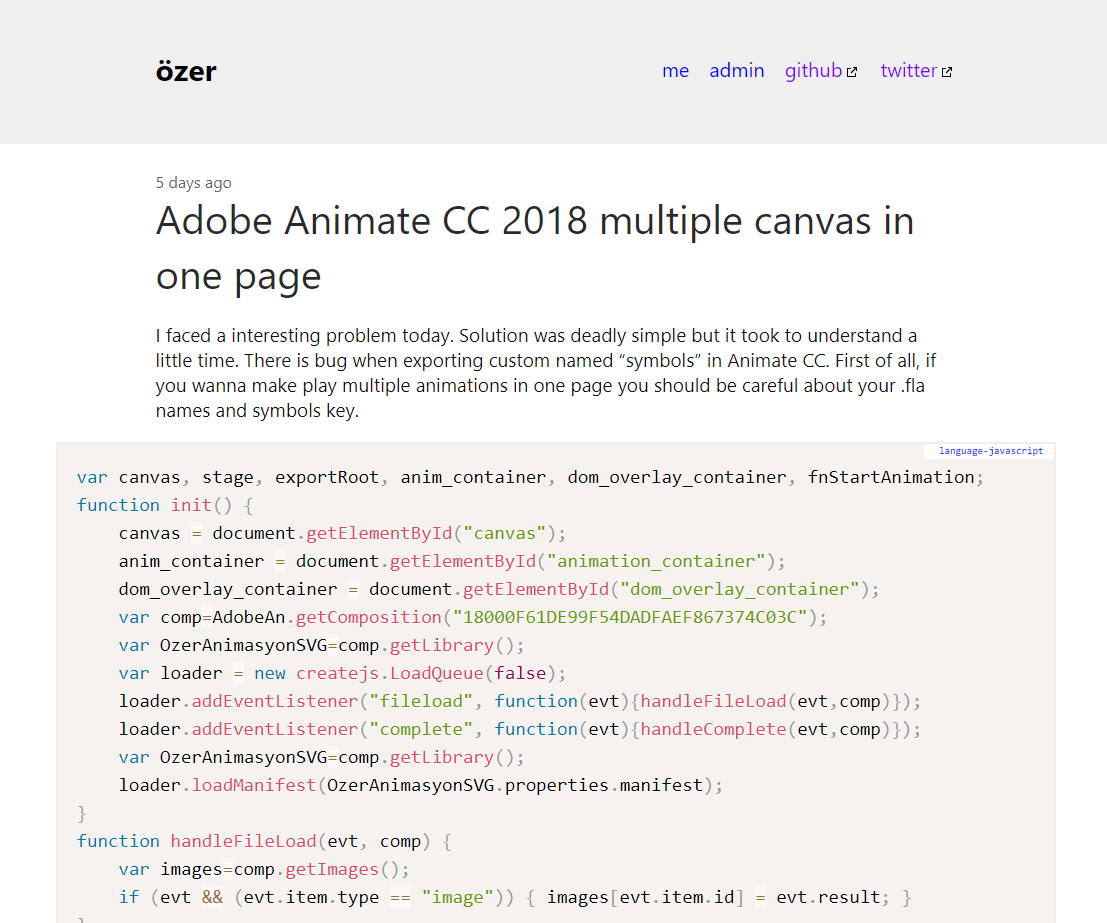 özer
me admin github twitter
5 days ago
Adobe Animate CC 2018 multiple canvas in
one page
I faced a interesting problem today. Solution was deadly simple but it took to understand a
little time. There is bug when exporting custom named “symbols” in Animate CC. First of all, if
you wanna make play multiple animations in one page you should be careful about your .fla
names and symbols key.
language-javascript
var canvas, stage, exportRoot, anim_container, dom_overlay_container, fnStartAnimation;
function init() {
    canvas = document.getElementById("canvas");
    anim_container = document.getElementById("animation_container");
    dom_overlay_container = document.getElementById("dom_overlay_container");
    var comp=AdobeAn.getComposition("18000F61DE99F54DADFAEF867374C03C");
    var OzerAnimasyonSVG=comp.getLibrary();
    var loader = new createjs.LoadQueue(false);
    loader.addEventListener("fileload", function(evt){handleFileLoad(evt,comp)});
    loader.addEventListener("complete", function(evt){handleComplete(evt,comp)});
    var OzerAnimasyonSVG=comp.getLibrary();
    loader.loadManifest(OzerAnimasyonSVG.properties.manifest);
}
function handleFileLoad(evt, comp) {
    var images=comp.getImages();
    if (evt && (evt.item.type == "image")) { images[evt.item.id] = evt.result; }
}